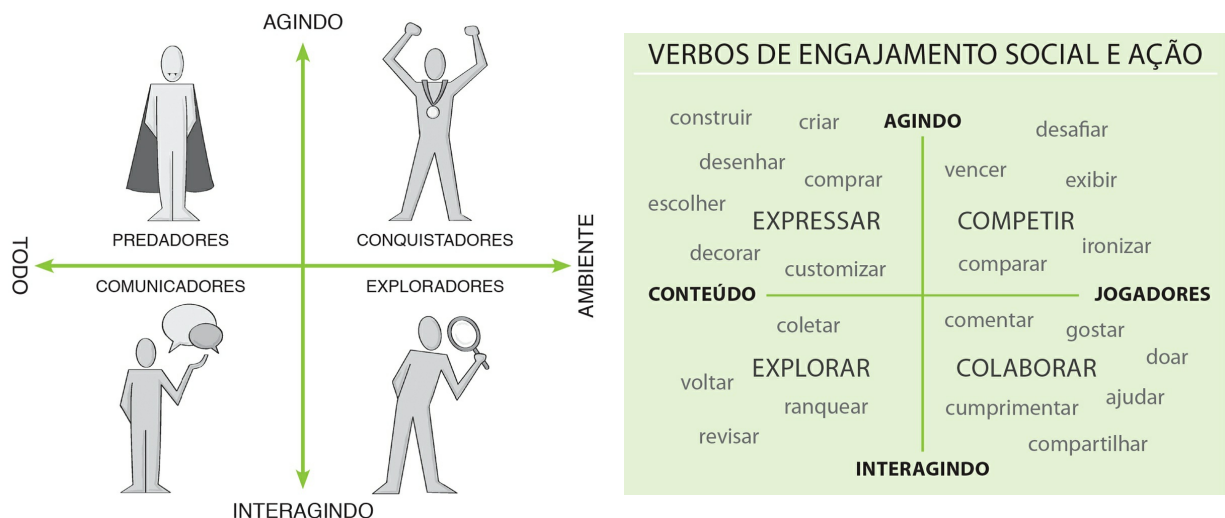 AGINDO
PREDADORES
CONQUISTADORES
TODO
AMBIENTE
COMUNICADORES
EXPLORADORES
INTERAGINDO
VERBOS DE ENGAJAMENTO SOCIAL E AÇÃO
construir
criar
AGINDO
desafiar
desenhar
comprar
vencer
exibir
escolher
EXPRESSAR
COMPETIR
decorar
customizar
comparar
ironizar
CONTEÚDO
JOGADORES
coletar
comentar
gostar
voltar
EXPLORAR
COLABORAR
doar
ranquear
cumprimentar
ajudar
revisar
compartilhar
INTERAGINDO